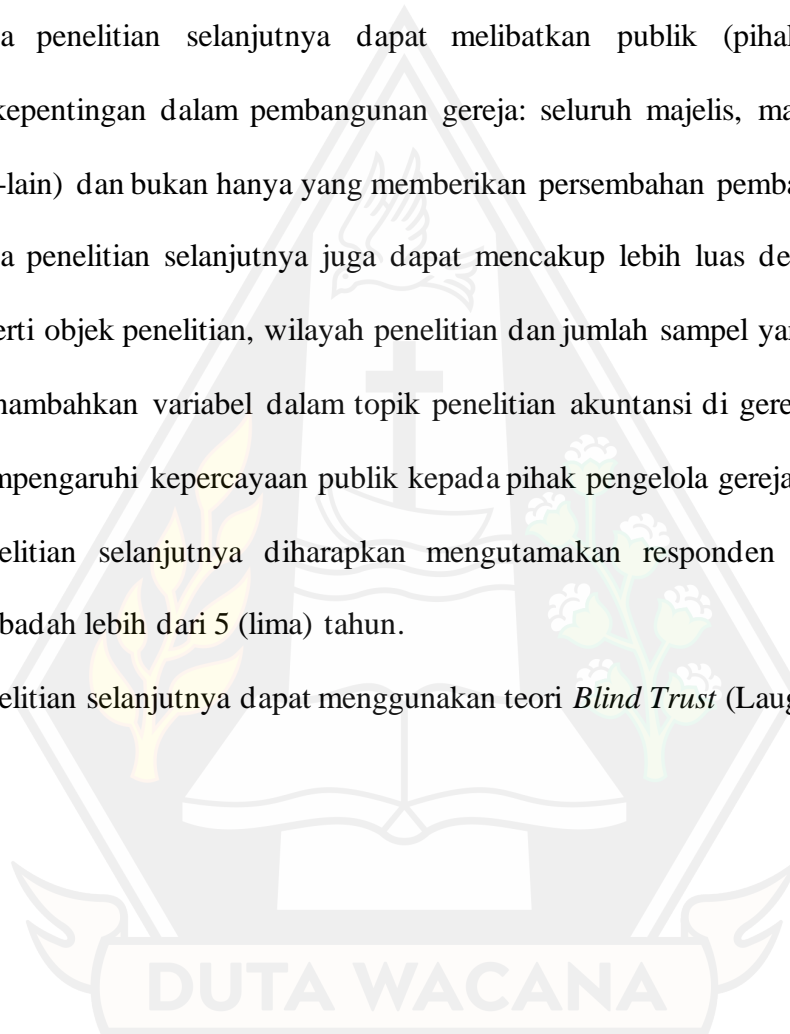 a penelitian selanjutnya dapat melibatkan publik (pihak
kepentingan dalam pembangunan gereja: seluruh majelis, ma
-lain) dan bukan hanya yang memberikan persembahan pemba
a penelitian selanjutnya juga dapat mencakup lebih luas de
erti objek penelitian, wilayah penelitian dan jumlah sampel yan
nambahkan variabel dalam topik penelitian akuntansi di gere
mpengaruhi kepercayaan publik kepada pihak pengelola gereja
elitian selanjutnya diharapkan mengutamakan responden
badah lebih dari 5 (lima) tahun.
elitian selanjutnya dapat menggunakan teori Blind Trust (Laug
DUTA WACANA